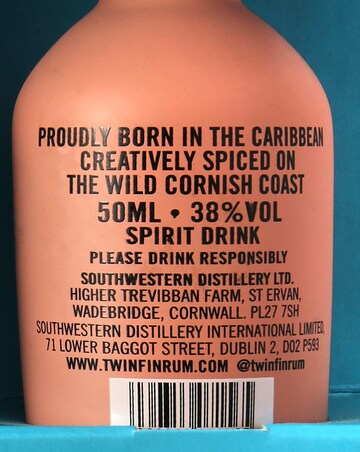 PROUDLY BORN IN THE CARIBBEAN
CREATIVELY SPICED ON
THE WILD CORNISH COAST
50ML • 38%VOL
SPIRIT DRINK
PLEASE DRINK RESPONSIBLY
SOUTHWESTERN DISTILLERY LTD.
HIGHER TREVIBBAN FARM, ST ERVAN,
WADEBRIDGE, CORNWALL. PL27 7SH
SOUTHWESTERN DISTILLERY INTERNATIONAL LIMITED,
71 LOWER BAGGOT STREET, DUBLIN 2, D02 P593
WWW.TWINFINRUM.COM @twinfinrum